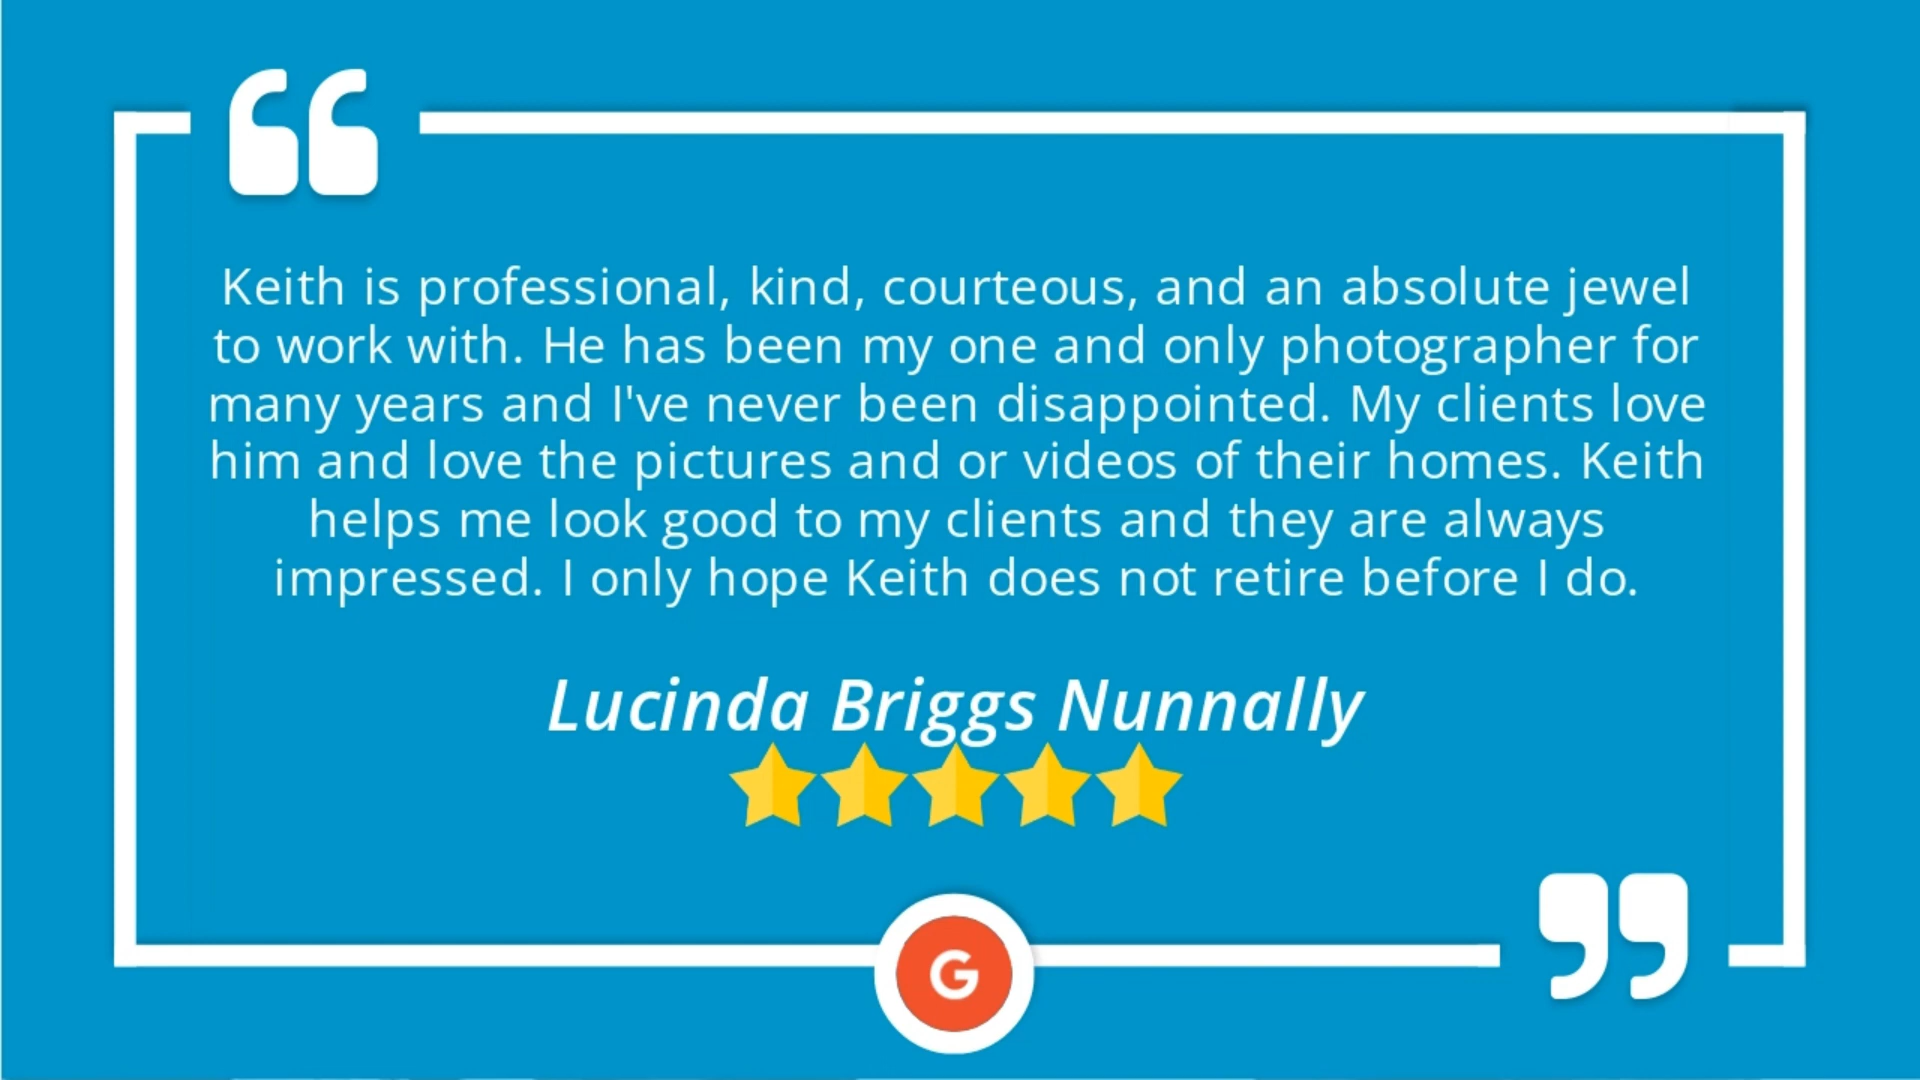 Keith is professional, kind, courteous, and an absolute jewel
to work with. He has been my one and only photographer for
many years and I've never been disappointed. My clients love
him and love the pictures and or videos of their homes. Keith
helps me look good to my clients and they are always
impressed. I only hope Keith does not retire before I do.
Lucinda Briggs Nunnally
G